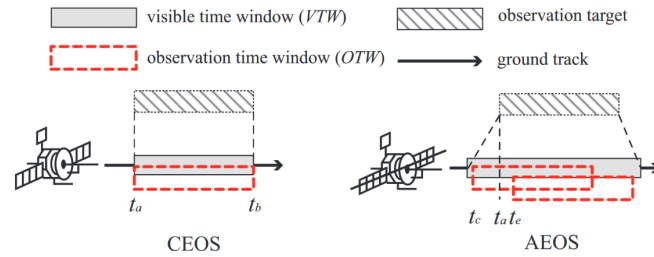 visible time window (VTW)
observation target
observation time window (OTW)
ground track
ta
tb
tc
ta
te
CEOS
AEOS